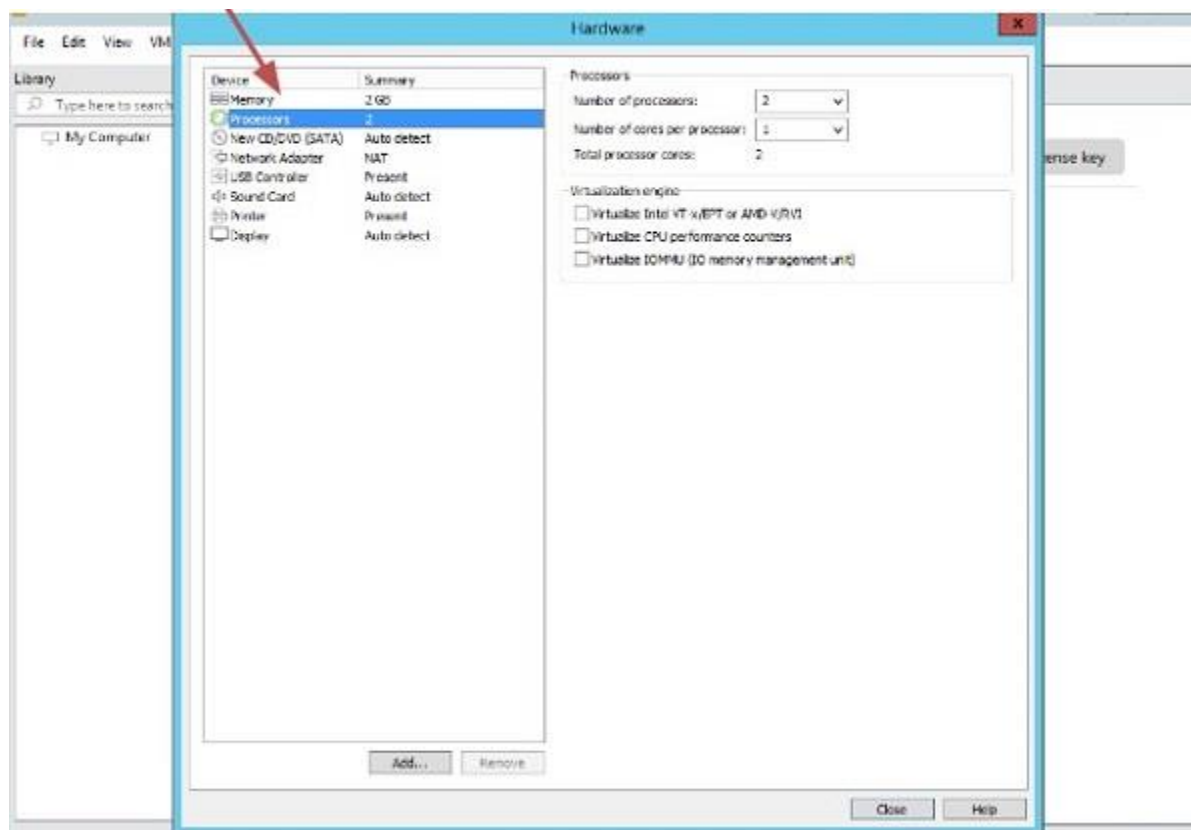 Hardware
File Edit View VM
Library
Type here to search
My Computer
Device Summary
Memory 2 GB
Processors 2
New CD/DVD (SATA) Auto detect
Network Adapter NAT
USB Controller Present
Sound Card Auto detect
Printer Present
Display Auto detect
Add... Remove
Processors
Number of processors: 2
Number of cores per processor: 1
Total processor cores: 2
Virtualization engine
Virtualize Intel VT-x/EPT or AMD-V/RVI
Virtualize CPU performance counters
Virtualize IOMMU (IO memory management unit)
ense key
Close Help